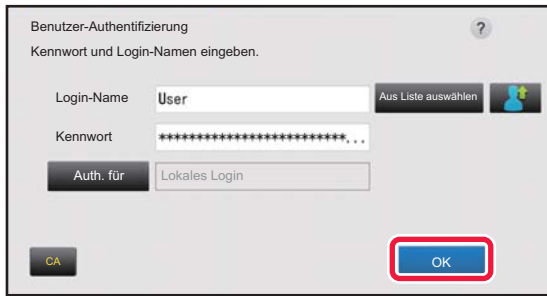 Benutzer-Authentifizierung
?
Kennwort und Login-Namen eingeben.
Login-Name User Aus Liste auswählen
Kennwort **************************...
Auth. für Lokales Login
CA OK